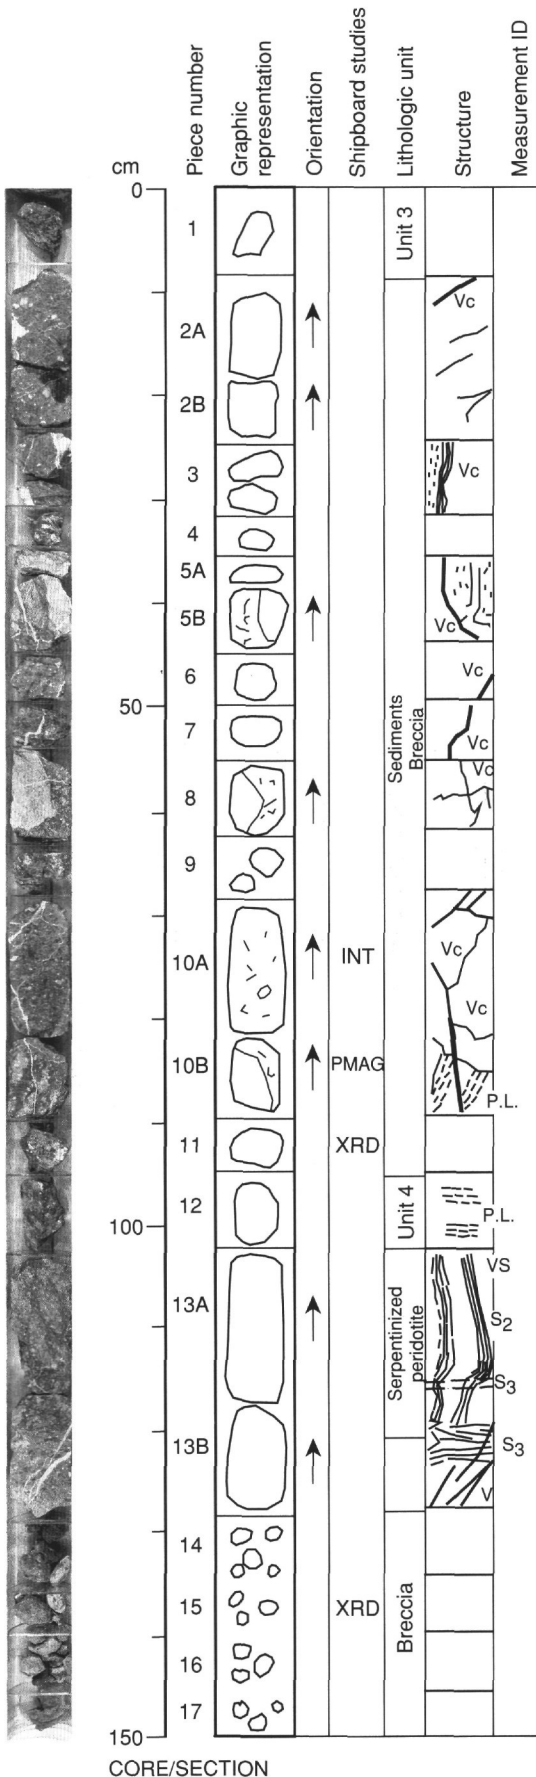 cm
Piece number
Graphic representation
Orientation
Shipboard studies
Lithologic unit
Structure
Measurement ID
0
1
Unit 3
2A
Vc
2B
3
Vc
4
5A
5B
Vc
6
Vc
50
7
Vc
Sediments
Breccia
8
Vc
9
10A
INT
Vc
Vc
10B
PMAG
P.L.
11
XRD
12
Unit 4
P.L.
100
13A
Serpentinized
peridotite
VS
S2
S3
13B
S3
V
14
15
XRD
Breccia
16
17
150
CORE/SECTION